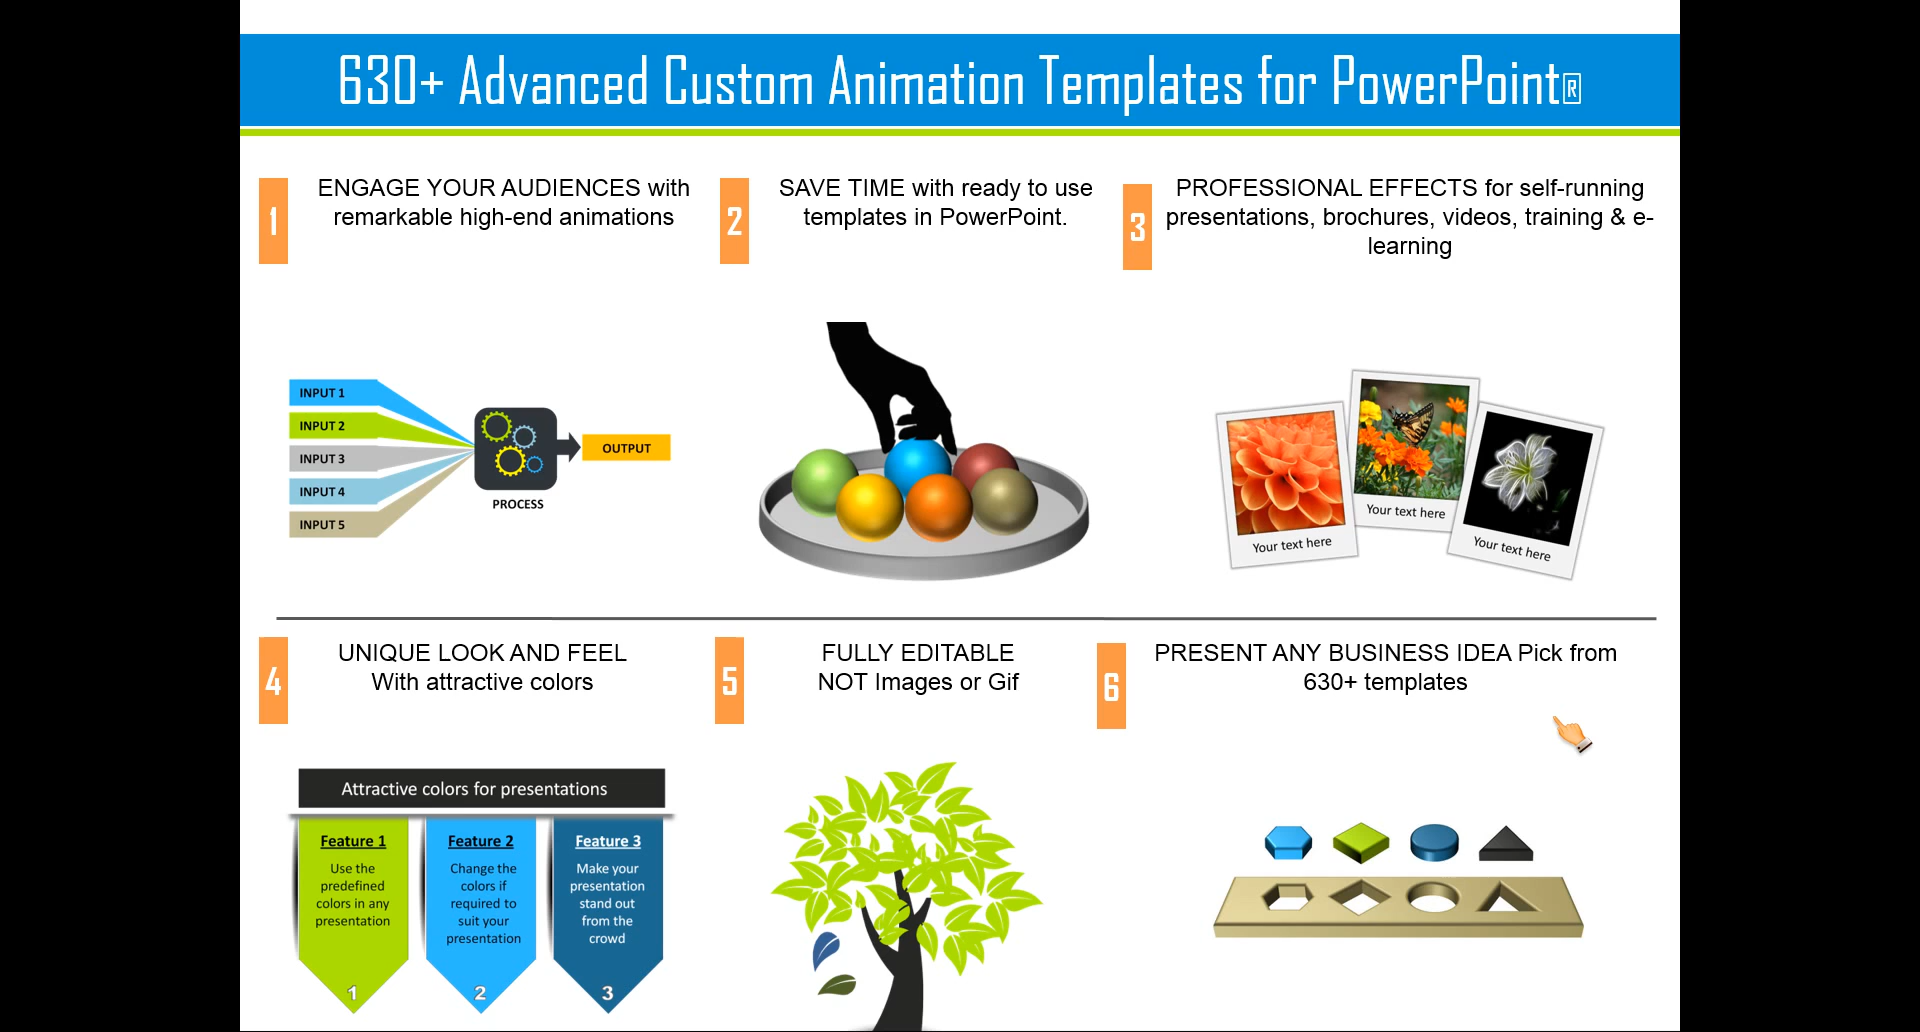 630+ Advanced Custom Animation Templates for PowerPoint®
1
ENGAGE YOUR AUDIENCES with
remarkable high-end animations
2
SAVE TIME with ready to use
templates in PowerPoint.
3
PROFESSIONAL EFFECTS for self-running
presentations, brochures, videos, training & e-
learning
INPUT 1
INPUT 2
INPUT 3
INPUT 4
INPUT 5
PROCESS
OUTPUT
Your text here
Your text here
Your text here
4
UNIQUE LOOK AND FEEL
With attractive colors
5
FULLY EDITABLE
NOT Images or Gif
6
PRESENT ANY BUSINESS IDEA Pick from
630+ templates
Attractive colors for presentations
Feature 1
Use the
predefined
colors in any
presentation
1
Feature 2
Change the
colors if
required to
suit your
presentation
2
Feature 3
Make your
presentation
stand out
from the
crowd
3